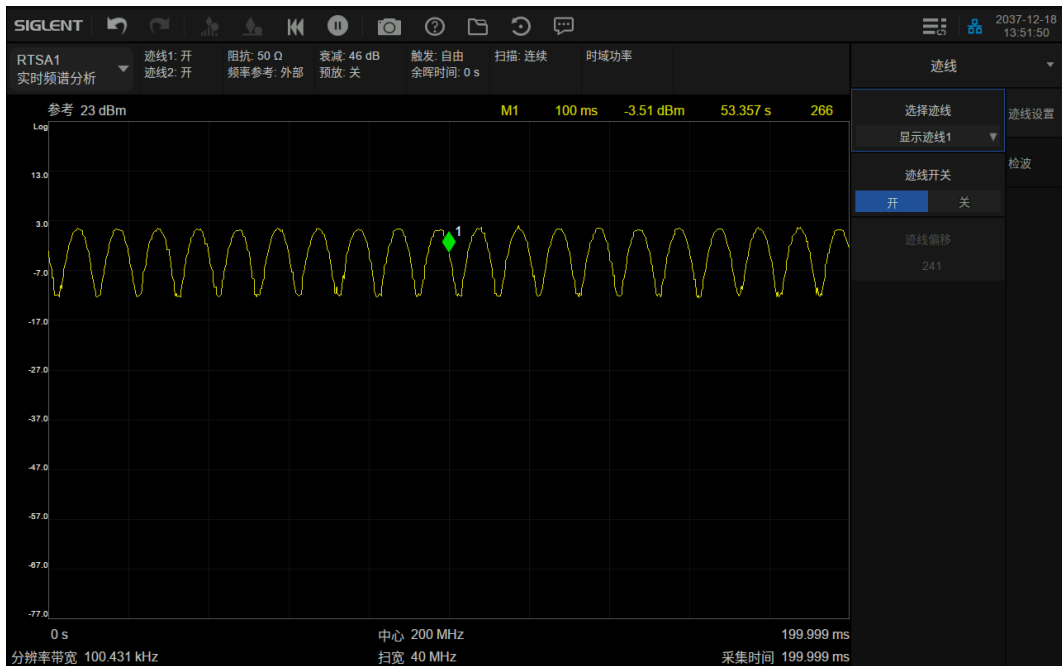 SIGLENT
2037-12-18
13:51:50
RTSA1
实时频谱分析
迹线1: 开
迹线2: 开
阻抗: 50 Ω
频率参考: 外部
衰减: 46 dB
预放: 关
触发: 自由
余晖时间: 0 s
扫描: 连续
时域功率
迹线
参考 23 dBm
M1 100 ms -3.51 dBm 53.357 s 266
Log
13.0
3.0
-7.0
-17.0
-27.0
-37.0
-47.0
-57.0
-67.0
-77.0
1
选择迹线
显示迹线1
迹线开关
开 关
迹线偏移
241
迹线设置
检波
0 s 中心 200 MHz 199.999 ms
分辨率带宽 100.431 kHz 扫宽 40 MHz 采集时间 199.999 ms